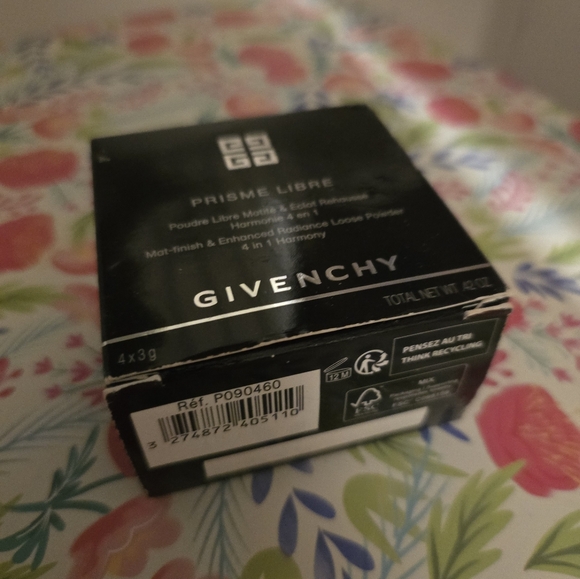 PRISME LIBRE
Poudre Libre Matité & Éclat Rehaussé
Harmonie 4 en 1
Mat-finish & Enhanced Radiance Loose Powder
4 in 1 Harmony
GIVENCHY
4x3g
TOTAL NET WT .42 OZ.
Réf. P090460
3 274872 405110
12 M
PENSEZ AU TRI
THINK RECYCLING
FSC
MIX